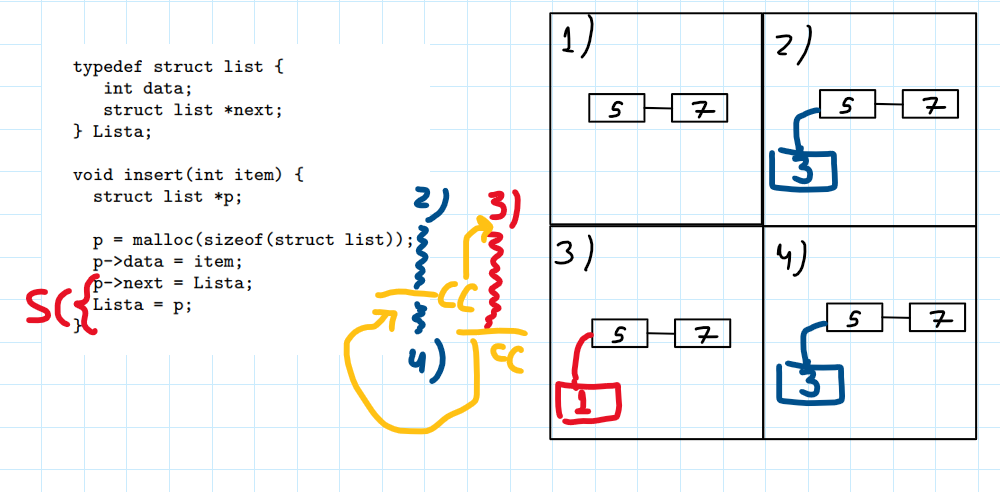 typedef struct list {
int data;
struct list *next;
} Lista;
void insert(int item) {
struct list *p;
p = malloc(sizeof(struct list));
p->data = item;
p->next = Lista;
Lista = p;
}
SC{
2)
3)
CC
4)
CC
1)
5 7
2)
5 7
3
3)
5 7
1
4)
5 7
3